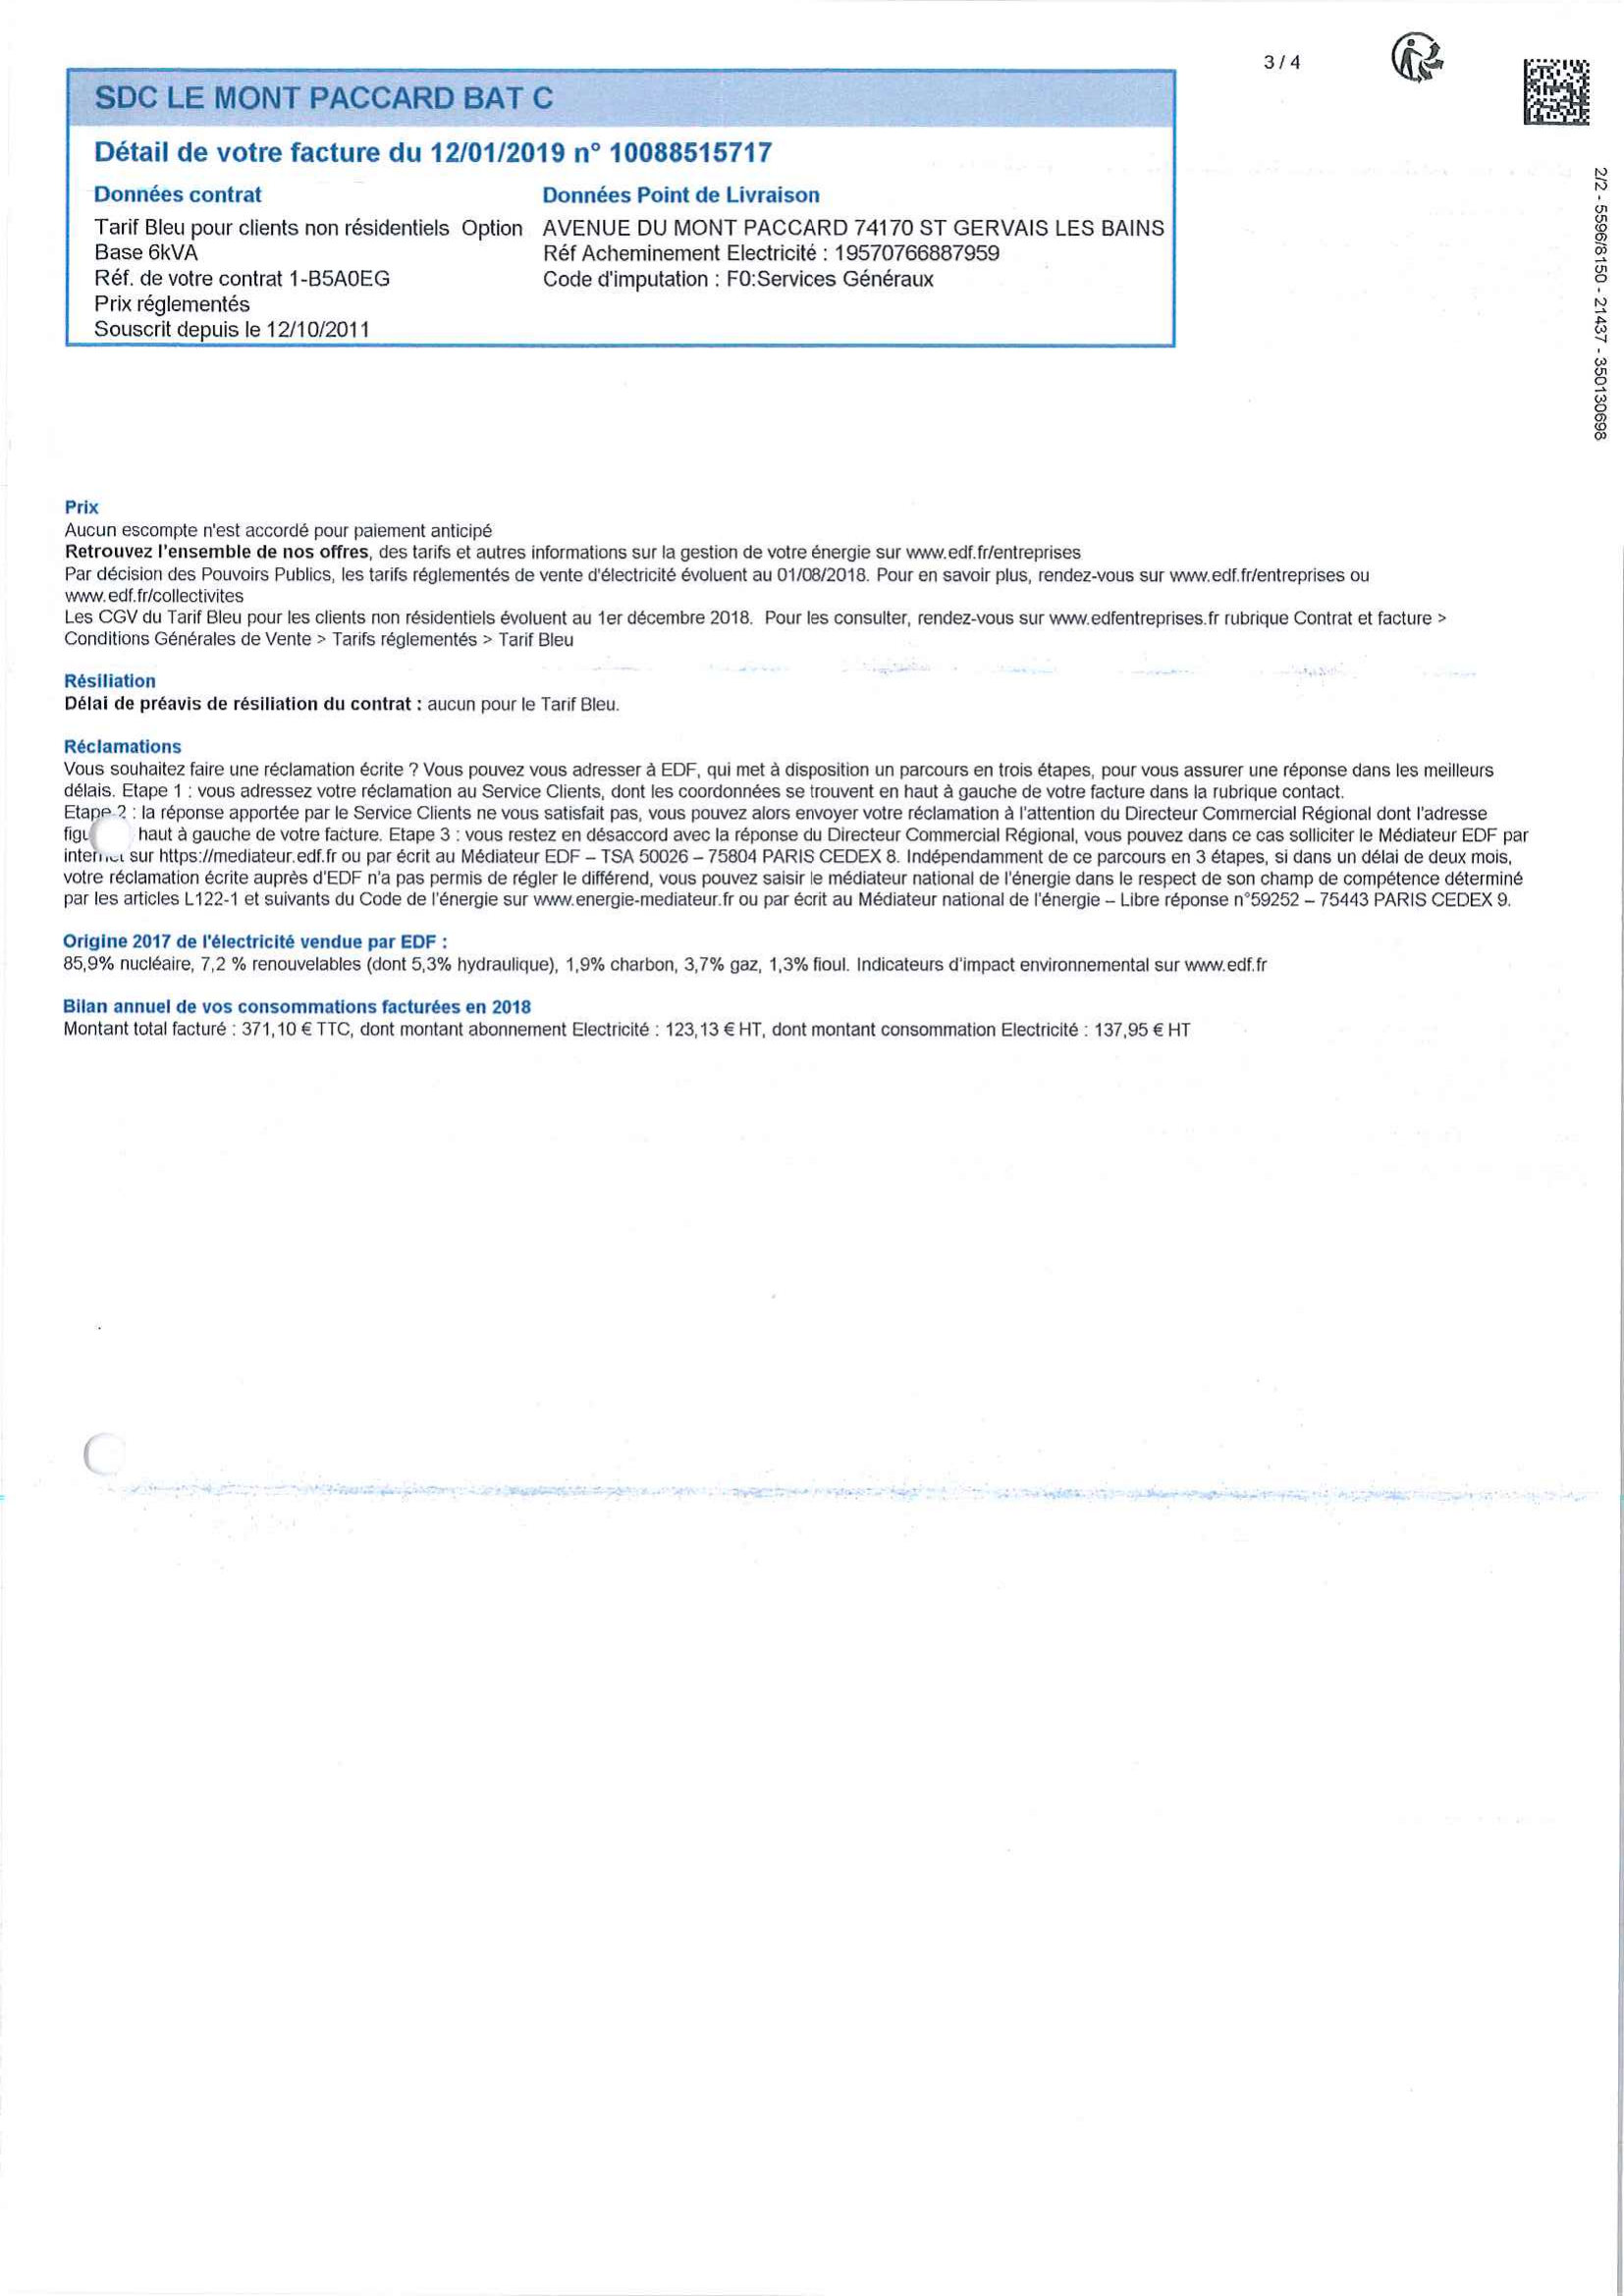 3 / 4
SDC LE MONT PACCARD BAT C
Détail de votre facture du 12/01/2019 n° 10088515717
Données contrat
Tarif Bleu pour clients non résidentiels Option
Base 6kVA
Réf. de votre contrat 1-B5A0EG
Prix réglementés
Souscrit depuis le 12/10/2011
Données Point de Livraison
AVENUE DU MONT PACCARD 74170 ST GERVAIS LES BAINS
Réf Acheminement Electricité : 19570766887959
Code d'imputation : F0:Services Généraux
2/2 - 5596/8150 - 21437 - 350130698
Prix
Aucun escompte n'est accordé pour paiement anticipé
Retrouvez l'ensemble de nos offres, des tarifs et autres informations sur la gestion de votre énergie sur www.edf.fr/entreprises
Par décision des Pouvoirs Publics, les tarifs réglementés de vente d'électricité évoluent au 01/08/2018. Pour en savoir plus, rendez-vous sur www.edf.fr/entreprises ou
www.edf.fr/collectivites
Les CGV du Tarif Bleu pour les clients non résidentiels évoluent au 1er décembre 2018. Pour les consulter, rendez-vous sur www.edfentreprises.fr rubrique Contrat et facture >
Conditions Générales de Vente > Tarifs réglementés > Tarif Bleu
Résiliation
Délai de préavis de résiliation du contrat : aucun pour le Tarif Bleu.
Réclamations
Vous souhaitez faire une réclamation écrite ? Vous pouvez vous adresser à EDF, qui met à disposition un parcours en trois étapes, pour vous assurer une réponse dans les meilleurs
délais. Etape 1 : vous adressez votre réclamation au Service Clients, dont les coordonnées se trouvent en haut à gauche de votre facture dans la rubrique contact.
Etape 2 : la réponse apportée par le Service Clients ne vous satisfait pas, vous pouvez alors envoyer votre réclamation à l'attention du Directeur Commercial Régional dont l'adresse
haut à gauche de votre facture. Etape 3 : vous restez en désaccord avec la réponse du Directeur Commercial Régional, vous pouvez dans ce cas solliciter le Médiateur EDF par
internet sur https://mediateur.edf.fr ou par écrit au Médiateur EDF – TSA 50026 – 75804 PARIS CEDEX 8. Indépendamment de ce parcours en 3 étapes, si dans un délai de deux mois,
votre réclamation écrite auprès d'EDF n'a pas permis de régler le différend, vous pouvez saisir le médiateur national de l'énergie dans le respect de son champ de compétence déterminé
par les articles L122-1 et suivants du Code de l'énergie sur www.energie-mediateur.fr ou par écrit au Médiateur national de l'énergie – Libre réponse n°59252 – 75443 PARIS CEDEX 9.
Origine 2017 de l'électricité vendue par EDF :
85,9% nucléaire, 7,2 % renouvelables (dont 5,3% hydraulique), 1,9% charbon, 3,7% gaz, 1,3% fioul. Indicateurs d'impact environnemental sur www.edf.fr
Bilan annuel de vos consommations facturées en 2018
Montant total facturé : 371,10 € TTC, dont montant abonnement Electricité : 123,13 € HT, dont montant consommation Electricité : 137,95 € HT